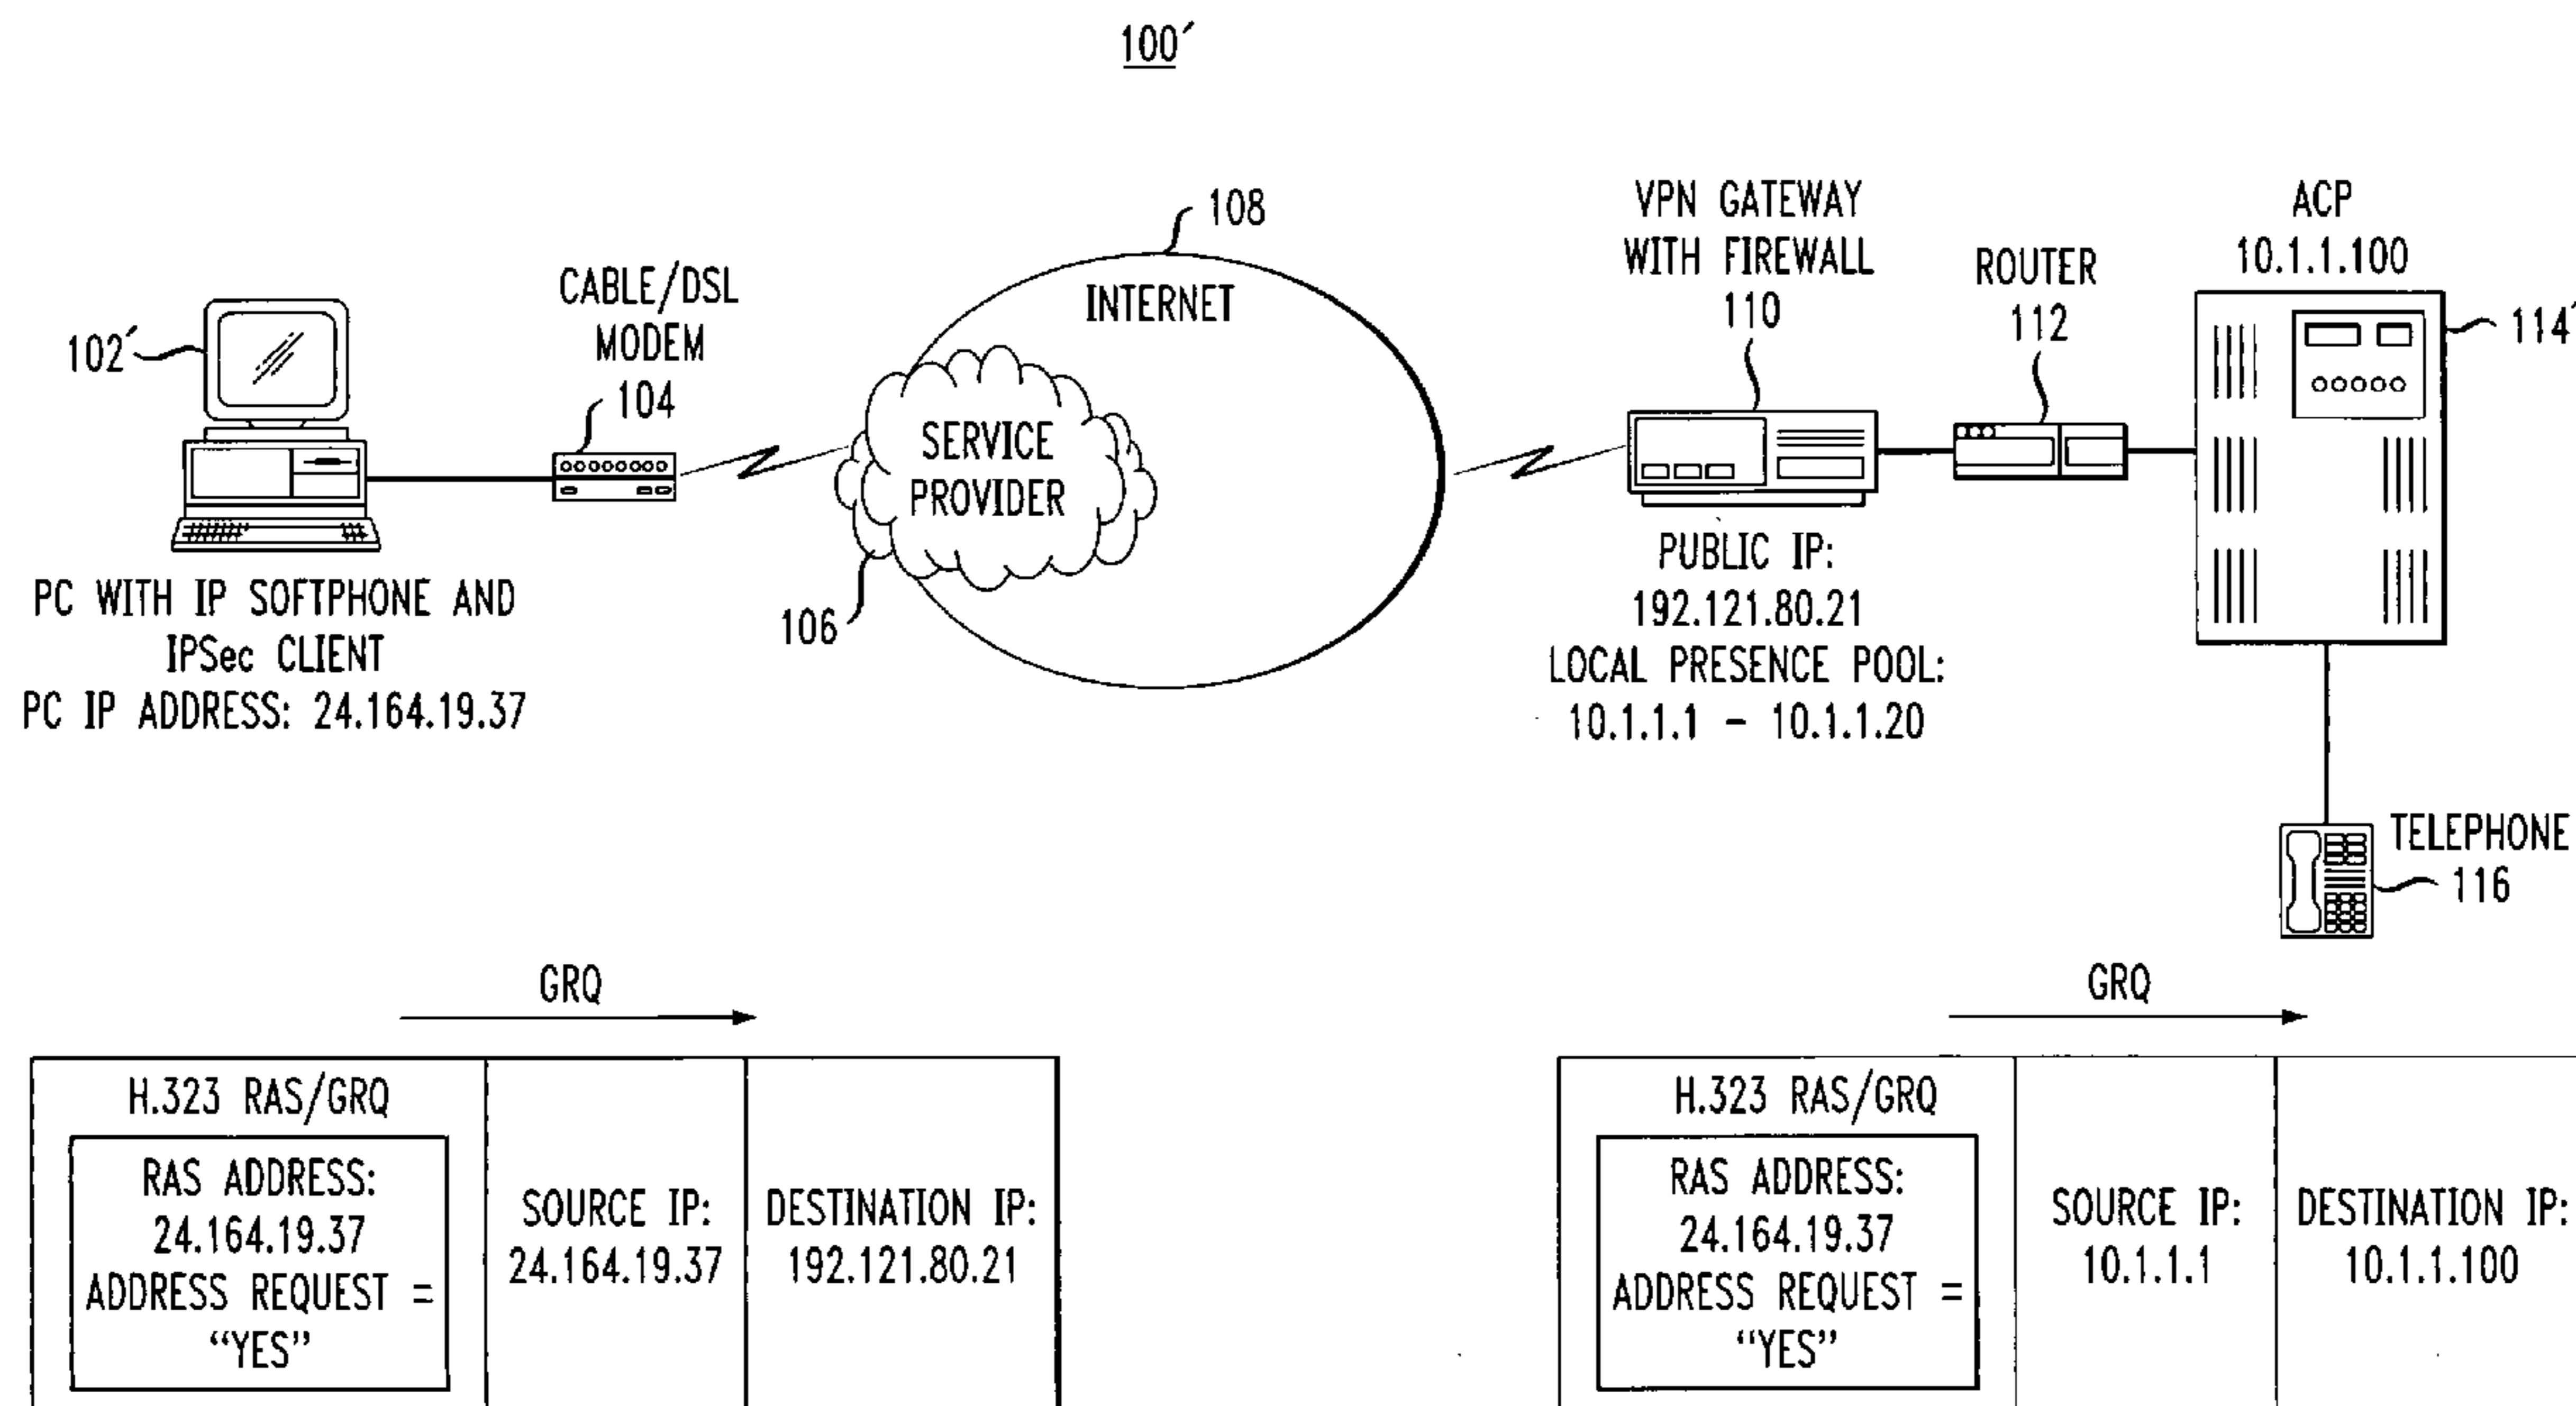 100′
102′
PC WITH IP SOFTPHONE AND
IPSec CLIENT
PC IP ADDRESS: 24.164.19.37
CABLE/DSL
MODEM
104
108
INTERNET
SERVICE
PROVIDER
106
VPN GATEWAY
WITH FIREWALL
110
PUBLIC IP:
192.121.80.21
LOCAL PRESENCE POOL:
10.1.1.1 - 10.1.1.20
ROUTER
112
ACP
10.1.1.100
114′
TELEPHONE
116
GRQ
H.323 RAS/GRQ
RAS ADDRESS:
24.164.19.37
ADDRESS REQUEST =
“YES”
SOURCE IP:
24.164.19.37
DESTINATION IP:
192.121.80.21
GRQ
H.323 RAS/GRQ
RAS ADDRESS:
24.164.19.37
ADDRESS REQUEST =
“YES”
SOURCE IP:
10.1.1.1
DESTINATION IP:
10.1.1.100